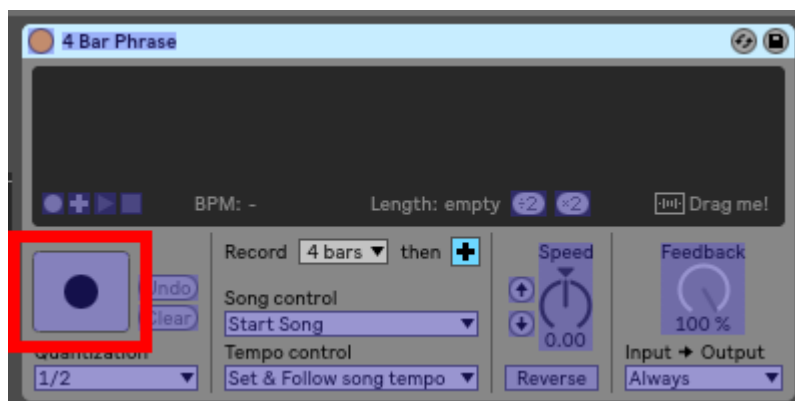 4 Bar Phrase
BPM: -
Length: empty
÷2
×2
Drag me!
Record 4 bars then
Undo
Clear
Song control
Start Song
Speed
0.00
Feedback
100 %
Quantization
1/2
Tempo control
Set & Follow song tempo
Reverse
Input → Output
Always